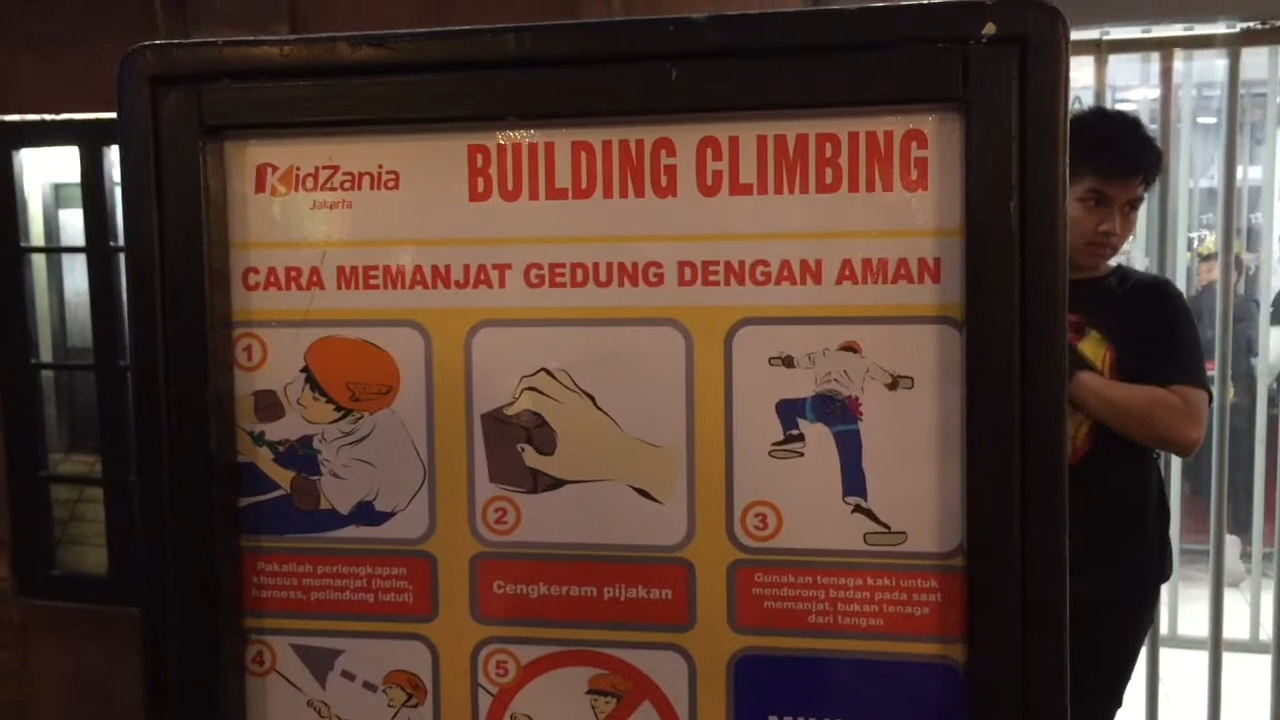 KidZania
Jakarta
BUILDING CLIMBING
CARA MEMANJAT GEDUNG DENGAN AMAN
1
2
3
Pakailah perlengkapan
khusus memanjat (helm,
harness, pelindung lutut)
Cengkeram pijakan
Gunakan tenaga kaki untuk
mendorong badan pada saat
memanjat, bukan tenaga
dari tangan
4
5